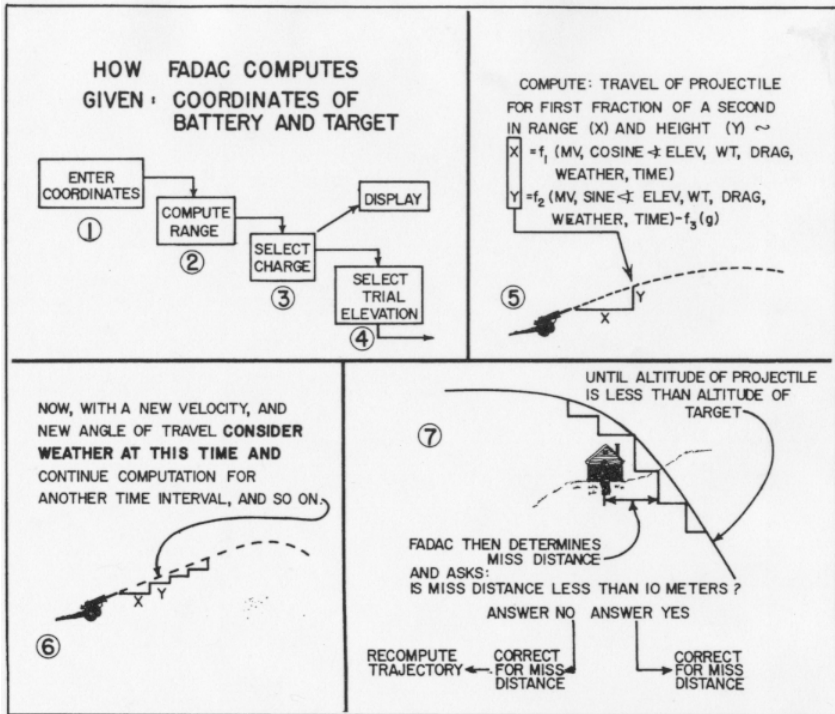 HOW FADAC COMPUTES
GIVEN: COORDINATES OF
BATTERY AND TARGET
ENTER
COORDINATES
①
COMPUTE
RANGE
②
SELECT
CHARGE
③
DISPLAY
SELECT
TRIAL
ELEVATION
④
COMPUTE: TRAVEL OF PROJECTILE
FOR FIRST FRACTION OF A SECOND
IN RANGE (X) AND HEIGHT (Y) ~
X =f₁ (MV, COSINE ∢ ELEV, WT, DRAG,
WEATHER, TIME)
Y =f₂ (MV, SINE ∢ ELEV, WT, DRAG,
WEATHER, TIME)-f₃(g)
⑤
Y
X
NOW, WITH A NEW VELOCITY, AND
NEW ANGLE OF TRAVEL CONSIDER
WEATHER AT THIS TIME AND
CONTINUE COMPUTATION FOR
ANOTHER TIME INTERVAL, AND SO ON.
X Y
⑥
UNTIL ALTITUDE OF PROJECTILE
IS LESS THAN ALTITUDE OF
TARGET
⑦
FADAC THEN DETERMINES
MISS DISTANCE
AND ASKS:
IS MISS DISTANCE LESS THAN 10 METERS?
ANSWER NO ANSWER YES
RECOMPUTE
TRAJECTORY
CORRECT
FOR MISS
DISTANCE
CORRECT
FOR MISS
DISTANCE